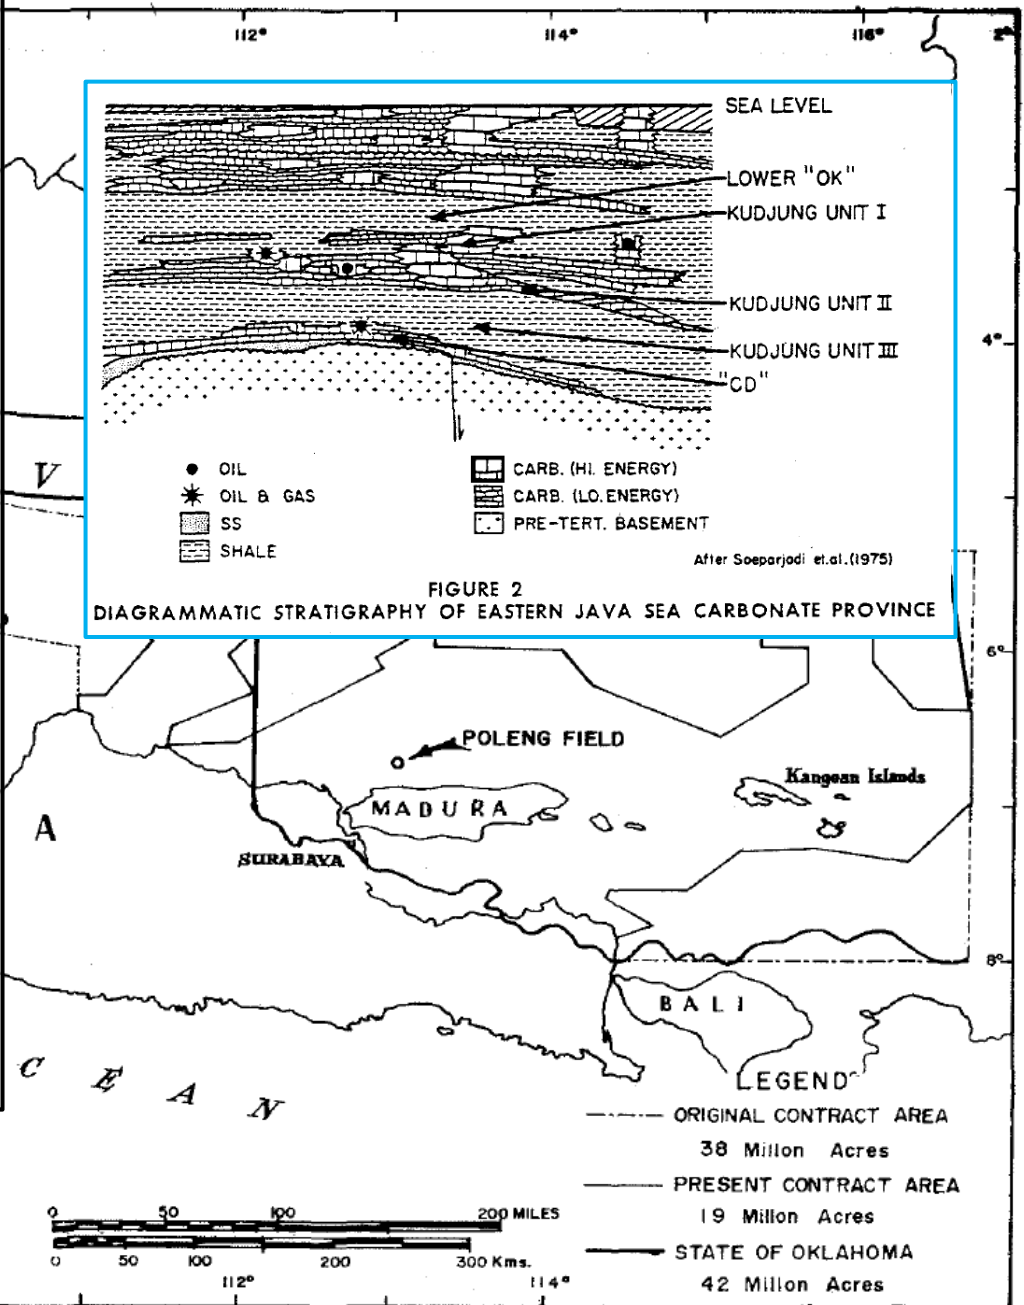 112° 114° 116° 2°
SEA LEVEL
LOWER "OK"
KUDJUNG UNIT I
KUDJUNG UNIT II
4°
KUDJUNG UNIT III
"CD"
V
OIL
OIL & GAS
SS
SHALE
CARB. (HI. ENERGY)
CARB. (LO. ENERGY)
PRE-TERT. BASEMENT
After Soeparjadi et.al.(1975)
FIGURE 2
DIAGRAMMATIC STRATIGRAPHY OF EASTERN JAVA SEA CARBONATE PROVINCE
6°
POLENG FIELD
Kangean Islands
MADURA
A
SURABAYA
8°
BALI
C E A N
LEGEND
ORIGINAL CONTRACT AREA
38 Millon Acres
PRESENT CONTRACT AREA
19 Millon Acres
STATE OF OKLAHOMA
42 Millon Acres
0 50 100 200 MILES
0 50 100 200 300 Kms.
112° 114°